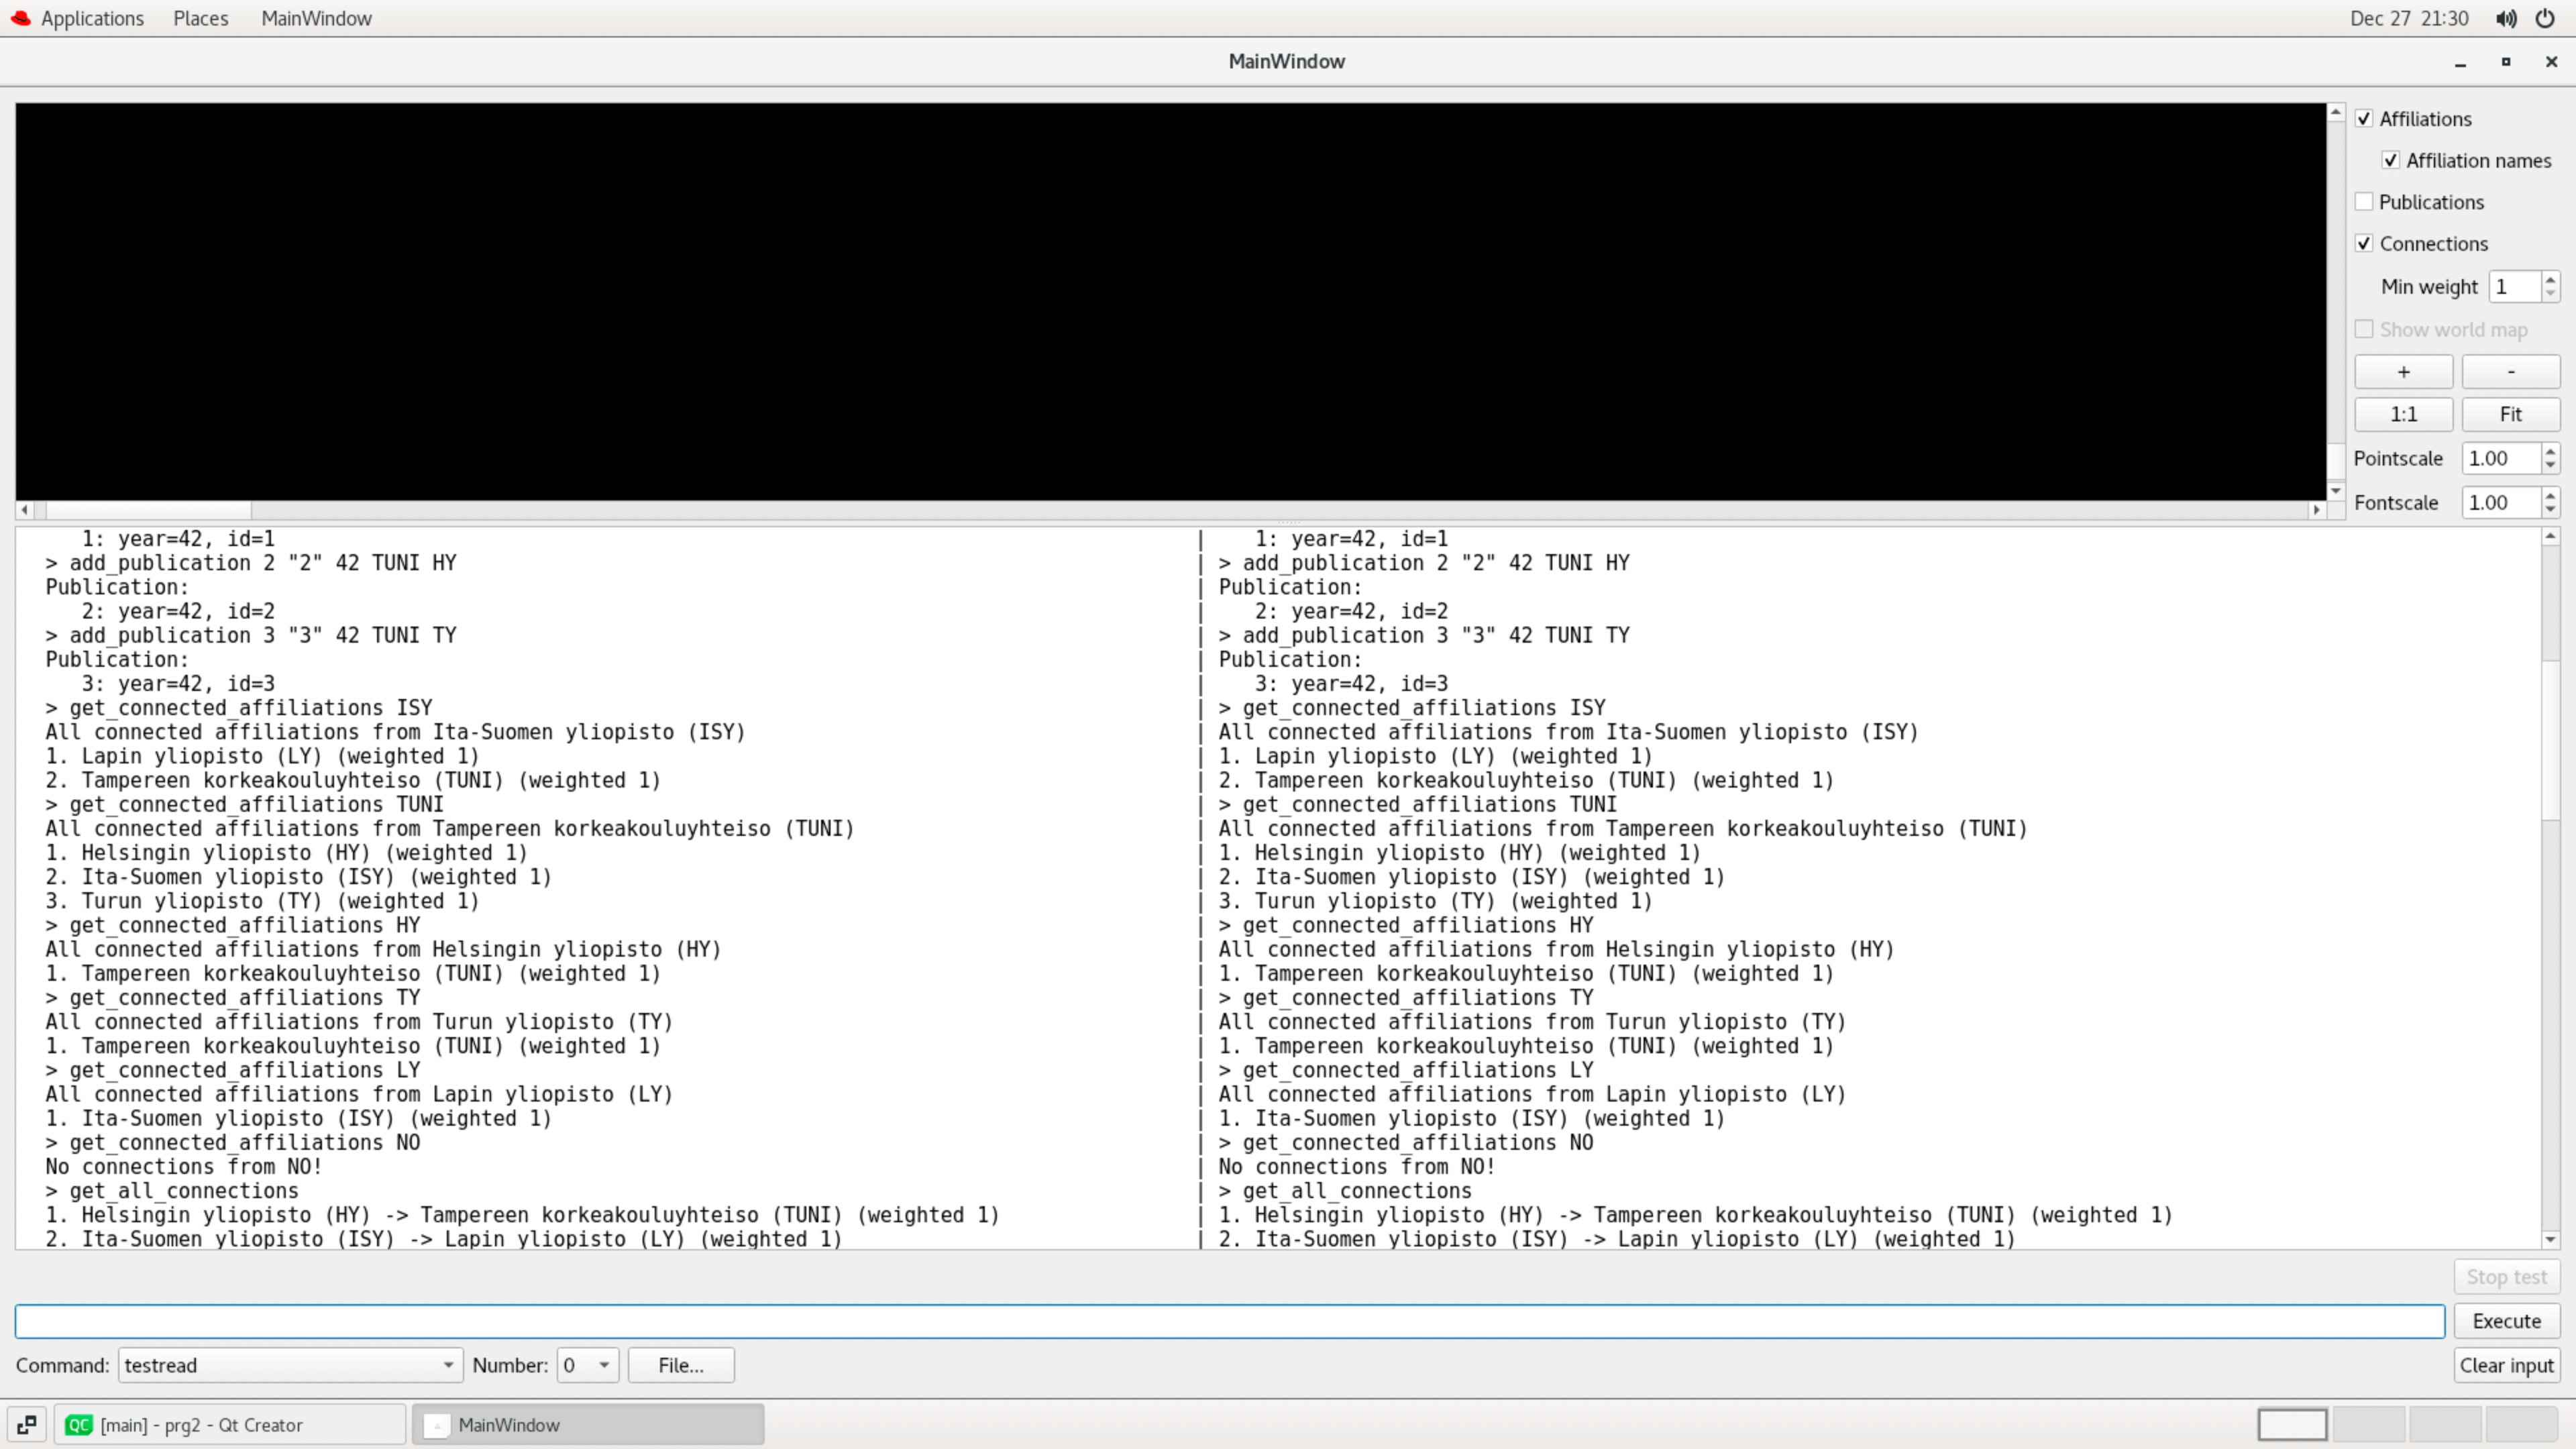 Applications Places MainWindow Dec 27 21:30
MainWindow
Affiliations
Affiliation names
Publications
Connections
Min weight 1
Show world map
+ -
1:1 Fit
Pointscale 1.00
Fontscale 1.00
1: year=42, id=1 | 1: year=42, id=1
> add_publication 2 "2" 42 TUNI HY | > add_publication 2 "2" 42 TUNI HY
Publication: | Publication:
2: year=42, id=2 | 2: year=42, id=2
> add_publication 3 "3" 42 TUNI TY | > add_publication 3 "3" 42 TUNI TY
Publication: | Publication:
3: year=42, id=3 | 3: year=42, id=3
> get_connected_affiliations ISY | > get_connected_affiliations ISY
All connected affiliations from Ita-Suomen yliopisto (ISY) | All connected affiliations from Ita-Suomen yliopisto (ISY)
1. Lapin yliopisto (LY) (weighted 1) | 1. Lapin yliopisto (LY) (weighted 1)
2. Tampereen korkeakouluyhteiso (TUNI) (weighted 1) | 2. Tampereen korkeakouluyhteiso (TUNI) (weighted 1)
> get_connected_affiliations TUNI | > get_connected_affiliations TUNI
All connected affiliations from Tampereen korkeakouluyhteiso (TUNI) | All connected affiliations from Tampereen korkeakouluyhteiso (TUNI)
1. Helsingin yliopisto (HY) (weighted 1) | 1. Helsingin yliopisto (HY) (weighted 1)
2. Ita-Suomen yliopisto (ISY) (weighted 1) | 2. Ita-Suomen yliopisto (ISY) (weighted 1)
3. Turun yliopisto (TY) (weighted 1) | 3. Turun yliopisto (TY) (weighted 1)
> get_connected_affiliations HY | > get_connected_affiliations HY
All connected affiliations from Helsingin yliopisto (HY) | All connected affiliations from Helsingin yliopisto (HY)
1. Tampereen korkeakouluyhteiso (TUNI) (weighted 1) | 1. Tampereen korkeakouluyhteiso (TUNI) (weighted 1)
> get_connected_affiliations TY | > get_connected_affiliations TY
All connected affiliations from Turun yliopisto (TY) | All connected affiliations from Turun yliopisto (TY)
1. Tampereen korkeakouluyhteiso (TUNI) (weighted 1) | 1. Tampereen korkeakouluyhteiso (TUNI) (weighted 1)
> get_connected_affiliations LY | > get_connected_affiliations LY
All connected affiliations from Lapin yliopisto (LY) | All connected affiliations from Lapin yliopisto (LY)
1. Ita-Suomen yliopisto (ISY) (weighted 1) | 1. Ita-Suomen yliopisto (ISY) (weighted 1)
> get_connected_affiliations NO | > get_connected_affiliations NO
No connections from NO! | No connections from NO!
> get_all_connections | > get_all_connections
1. Helsingin yliopisto (HY) -> Tampereen korkeakouluyhteiso (TUNI) (weighted 1) | 1. Helsingin yliopisto (HY) -> Tampereen korkeakouluyhteiso (TUNI) (weighted 1)
2. Ita-Suomen yliopisto (ISY) -> Lapin yliopisto (LY) (weighted 1) | 2. Ita-Suomen yliopisto (ISY) -> Lapin yliopisto (LY) (weighted 1)
Stop test
Execute
Command: testread Number: 0 File... Clear input
QC [main] - prg2 - Qt Creator MainWindow